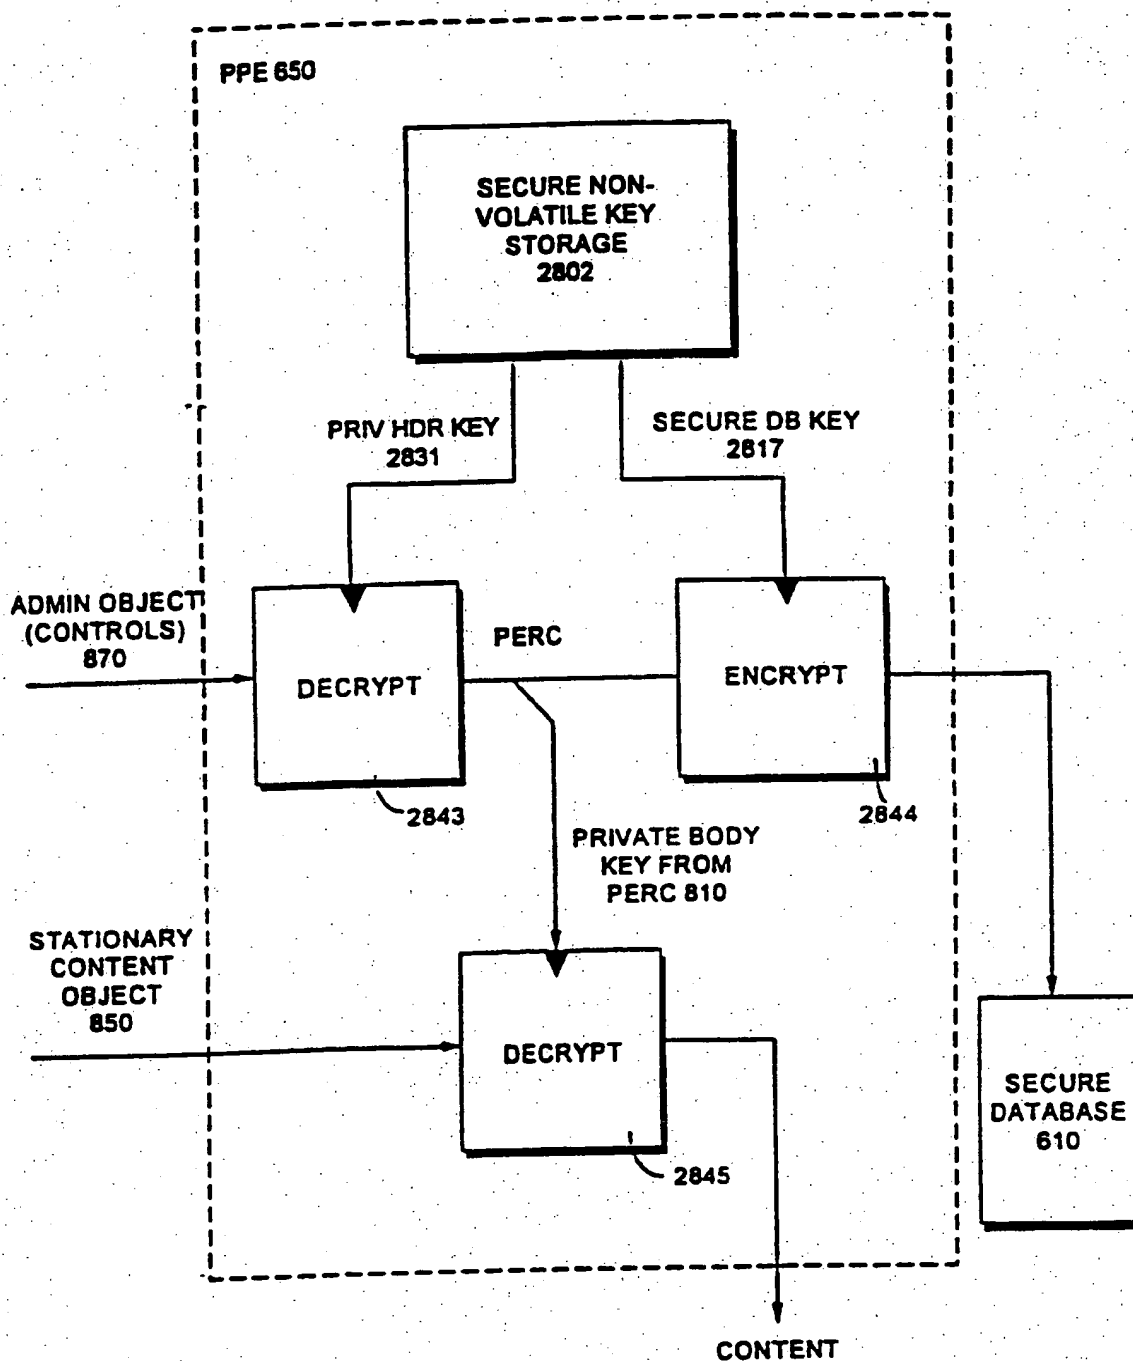 PPE 650
SECURE NON-
VOLATILE KEY
STORAGE
2802
PRIV HDR KEY
2831
SECURE DB KEY
2817
ADMIN OBJECT
(CONTROLS)
870
DECRYPT
PERC
ENCRYPT
2843
2844
PRIVATE BODY
KEY FROM
PERC 810
STATIONARY
CONTENT
OBJECT
850
DECRYPT
2845
SECURE
DATABASE
610
CONTENT